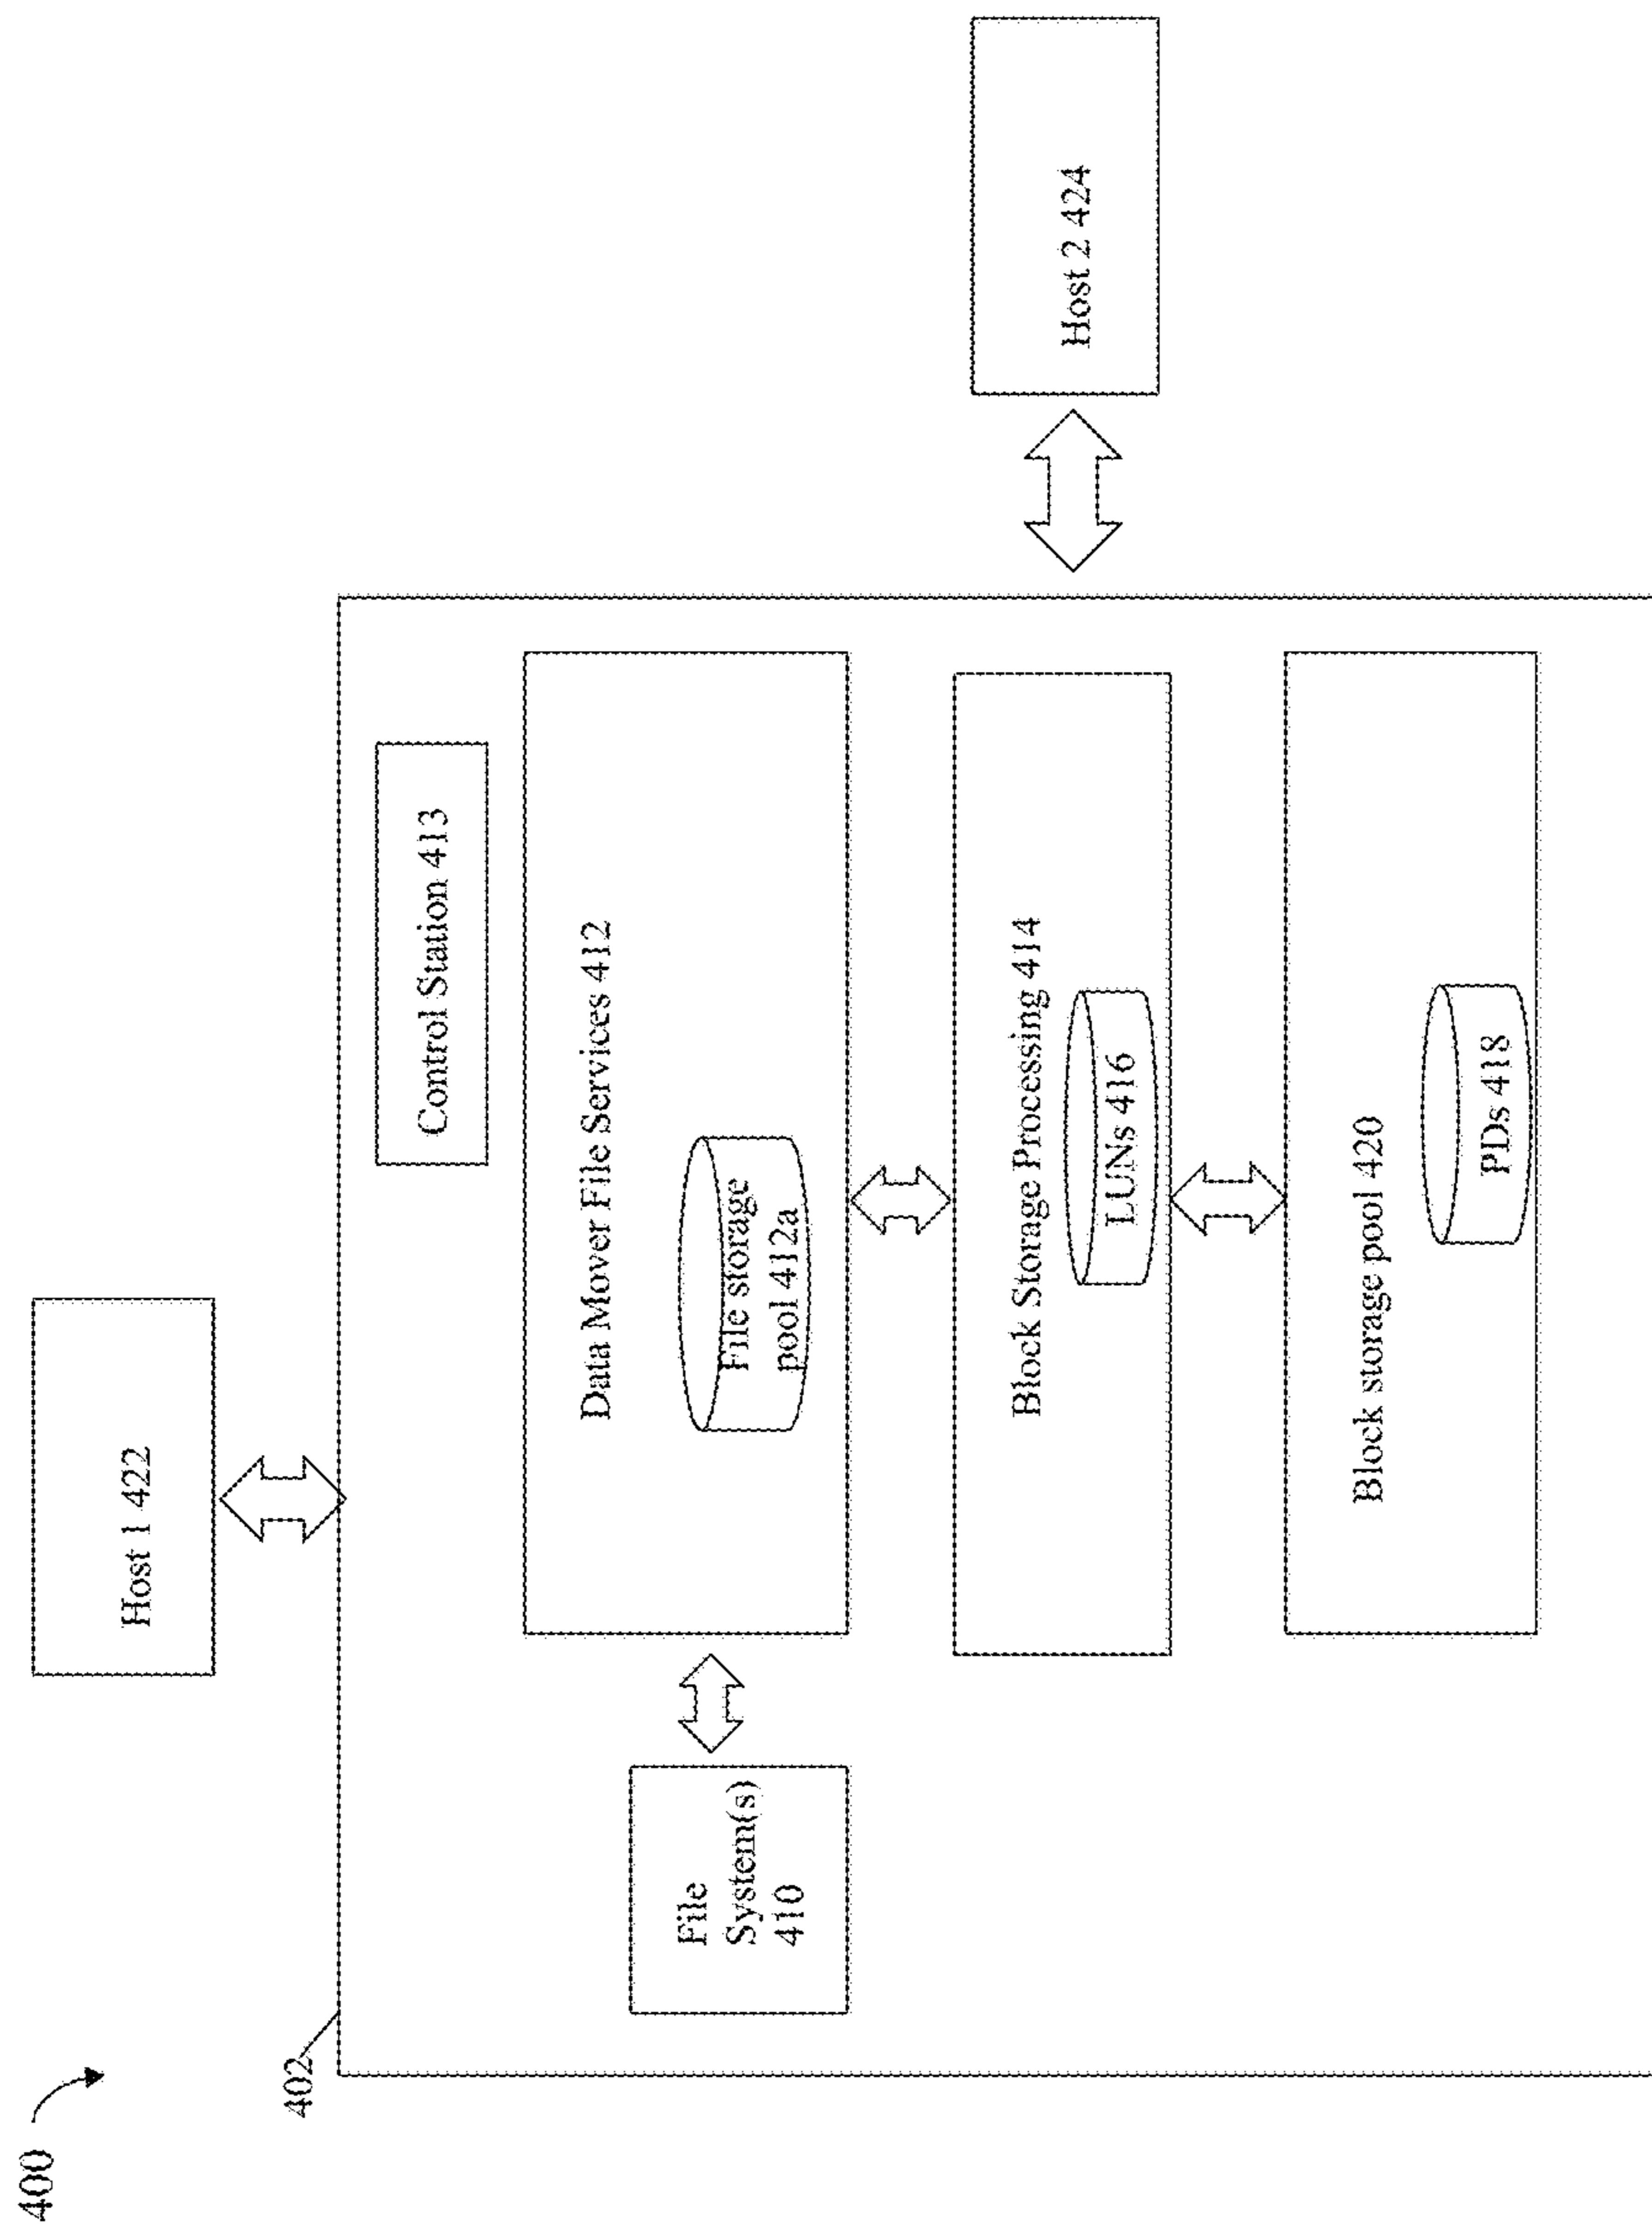 400
402
Host 1 422
Control Station 413
Data Mover File Services 412
File storage
pool 412a
File
System(s)
410
Block Storage Processing 414
LUNs 416
Host 2 424
Block storage pool 420
PDs 418